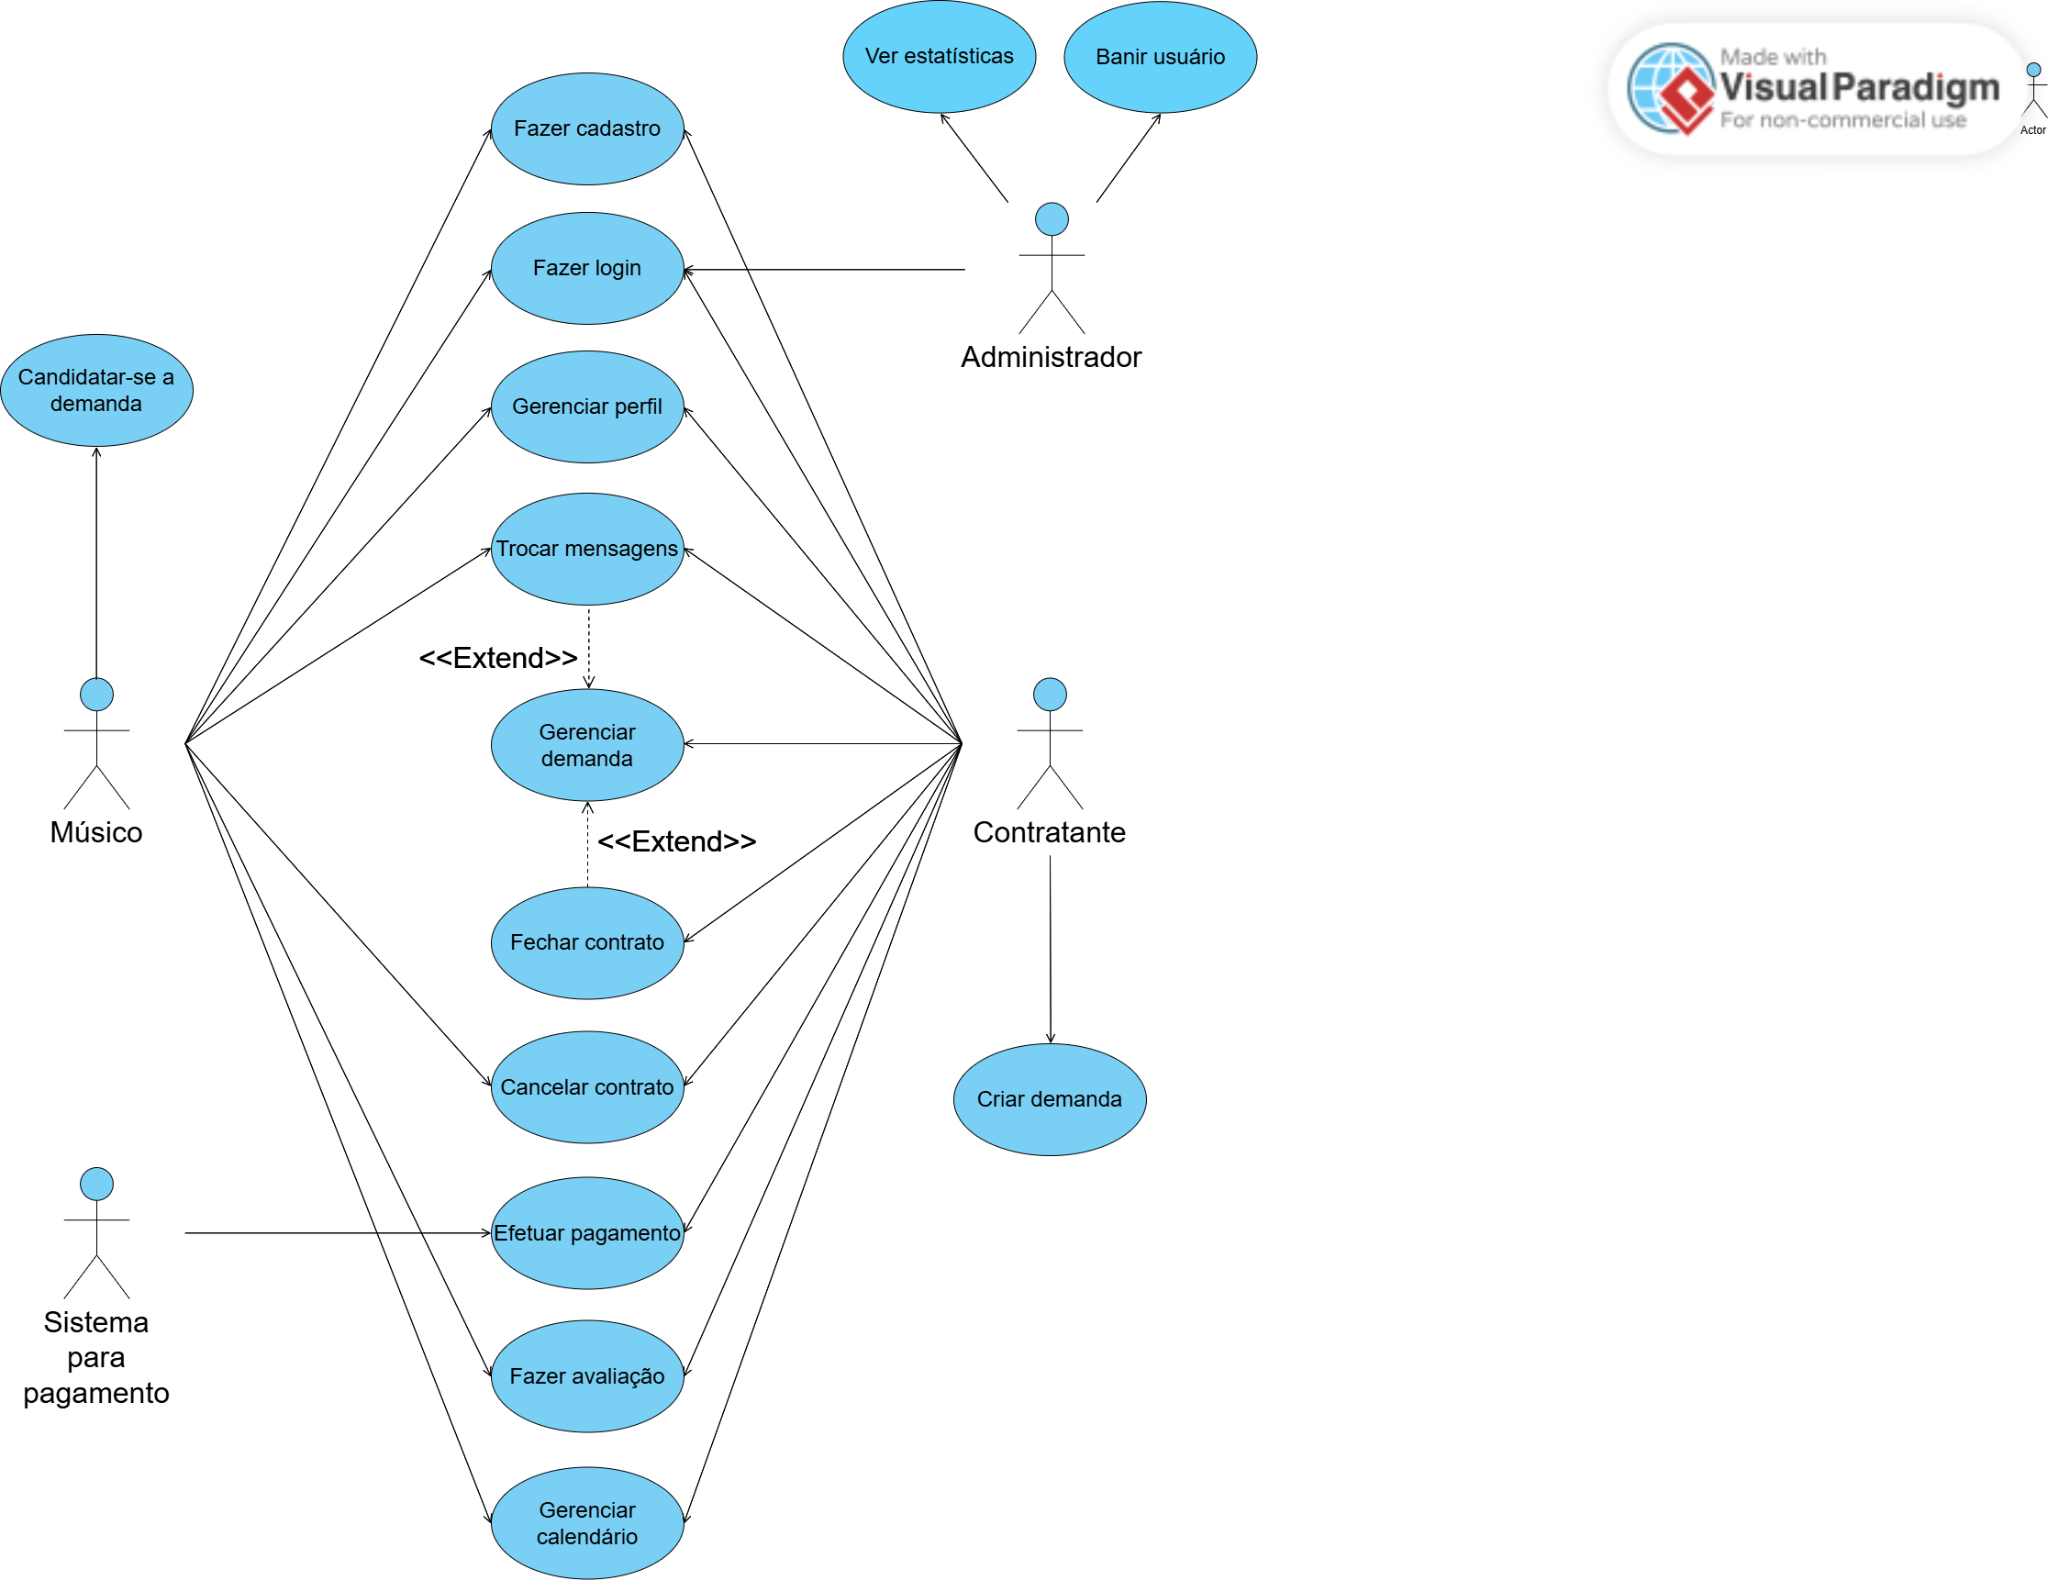 Ver estatísticas
Banir usuário
Made with
Visual Paradigm
For non-commercial use
Actor
Fazer cadastro
Fazer login
Administrador
Candidatar-se a
demanda
Gerenciar perfil
Trocar mensagens
<<Extend>>
Gerenciar
demanda
Músico
Contratante
<<Extend>>
Fechar contrato
Cancelar contrato
Criar demanda
Efetuar pagamento
Sistema
para
pagamento
Fazer avaliação
Gerenciar
calendário